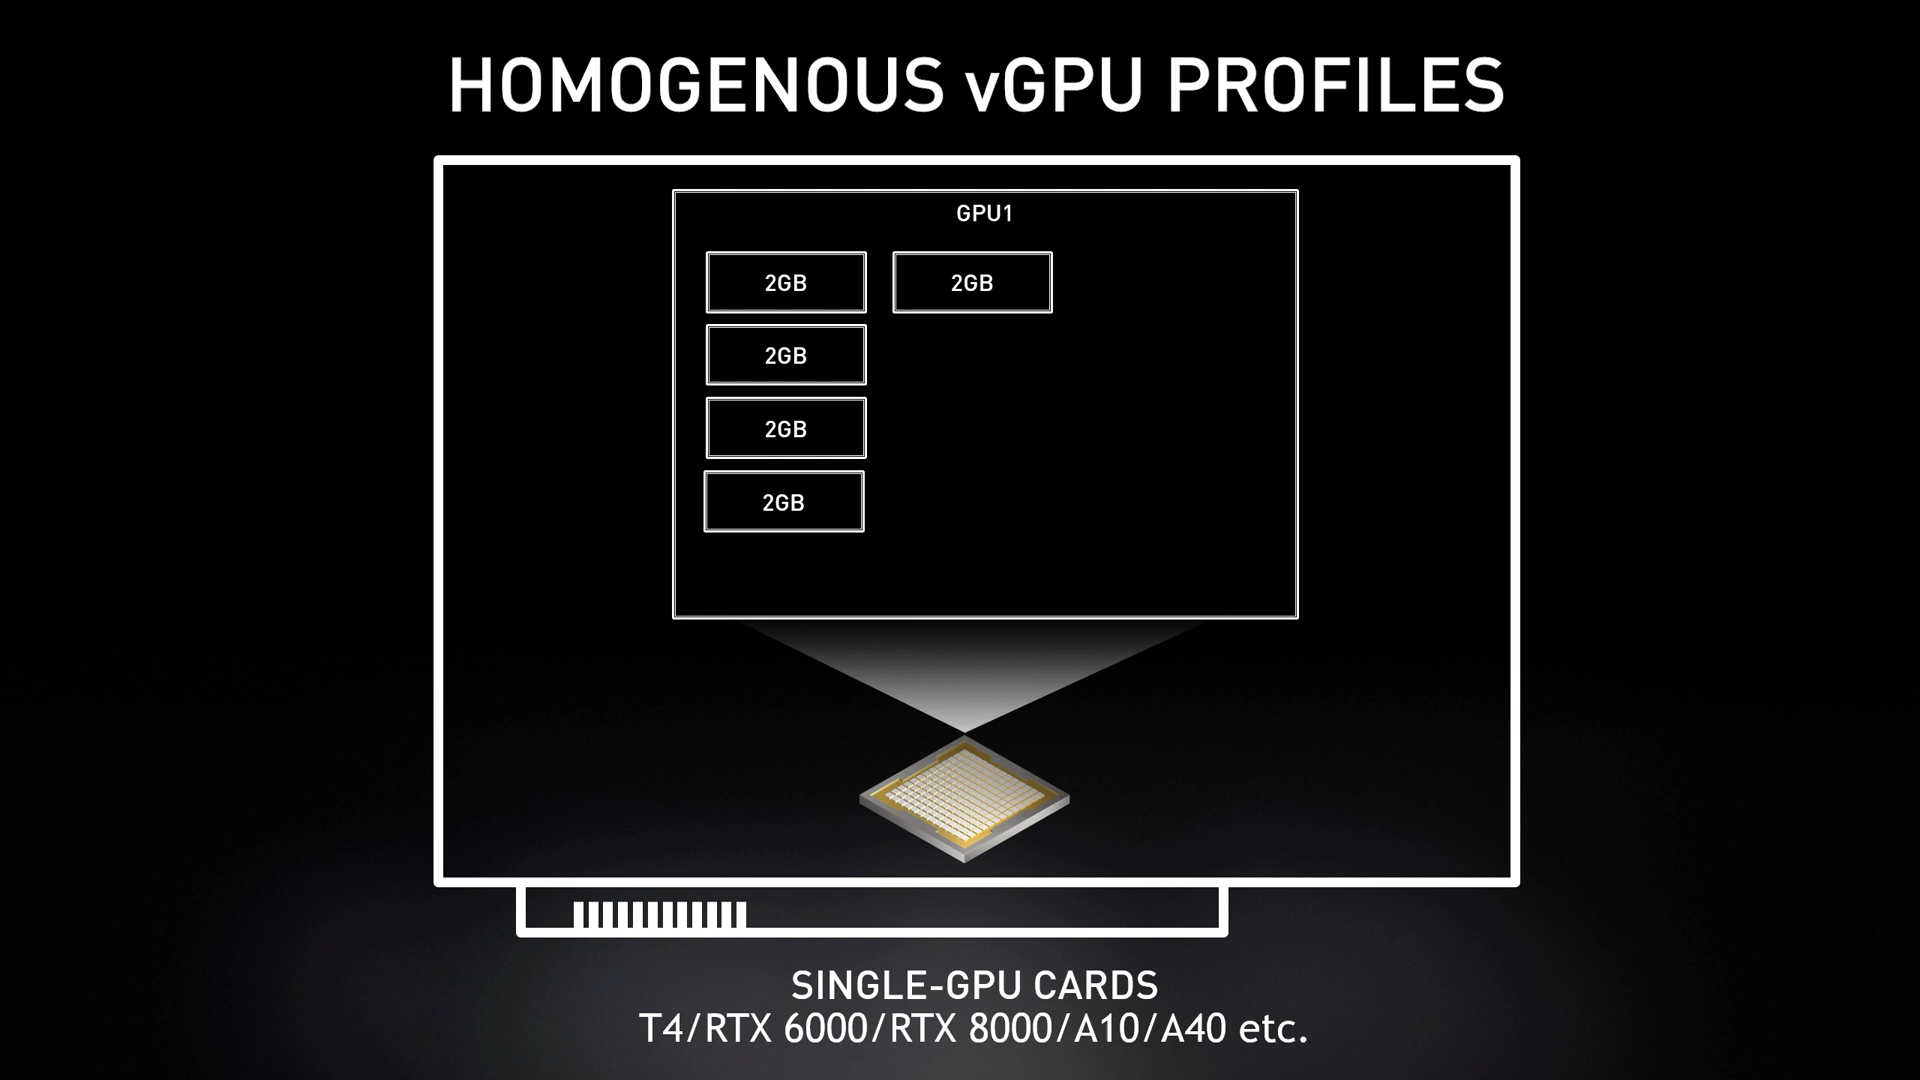 HOMOGENOUS vGPU PROFILES
GPU1
2GB 2GB
2GB
2GB
2GB
SINGLE-GPU CARDS
T4/RTX 6000/RTX 8000/A10/A40 etc.